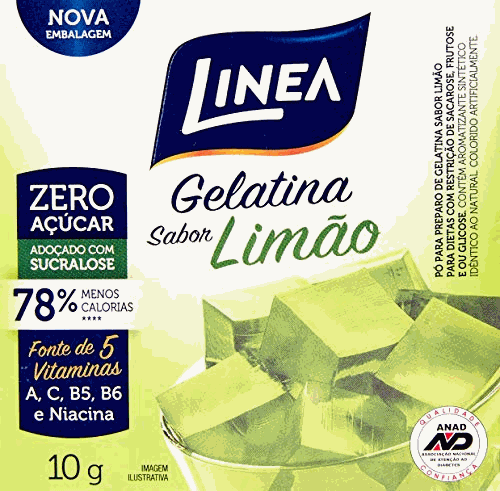 NOVA
EMBALAGEM
LINEA
Gelatina
Sabor Limão
ZERO
AÇÚCAR
ADOÇADO COM
SUCRALOSE
78% MENOS
CALORIAS
****
Fonte de 5
Vitaminas
A, C, B5, B6
e Niacina
10 g
IMAGEM
ILUSTRATIVA
PÓ PARA PREPARO DE GELATINA SABOR LIMÃO
PARA DIETAS COM RESTRIÇÃO DE SACAROSE, FRUTOSE
E OU GLICOSE. CONTÉM AROMATIZANTE SINTÉTICO
IDÊNTICO AO NATURAL. COLORIDO ARTIFICIALMENTE.
QUALIDADE
ANAD
ASSOCIAÇÃO NACIONAL
DE ATENÇÃO AO
DIABETES
CONFIANÇA